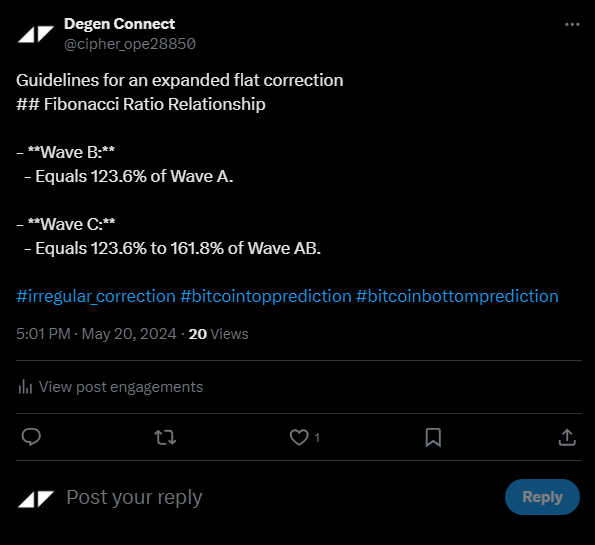 Degen Connect
@cipher_ope28850
Guidelines for an expanded flat correction
## Fibonacci Ratio Relationship
- **Wave B:**
- Equals 123.6% of Wave A.
- **Wave C:**
- Equals 123.6% to 161.8% of Wave AB.
#irregular_correction #bitcointopprediction #bitcoinbottomprediction
5:01 PM · May 20, 2024 · 20 Views
View post engagements
1
Post your reply
Reply